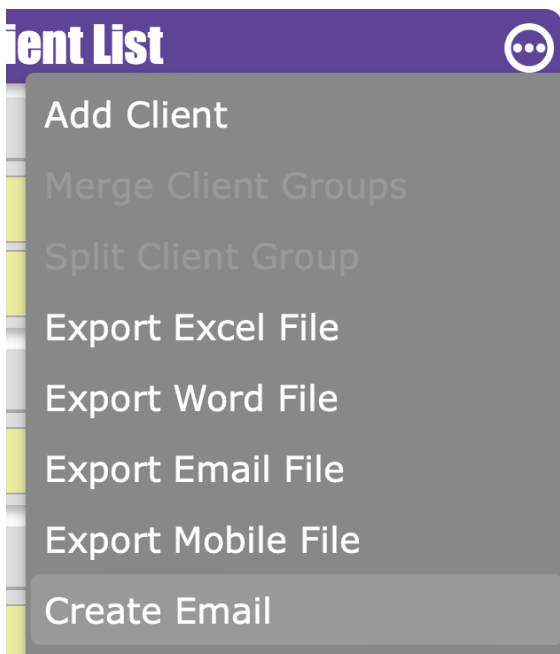 ient List
Add Client
Merge Client Groups
Split Client Group
Export Excel File
Export Word File
Export Email File
Export Mobile File
Create Email